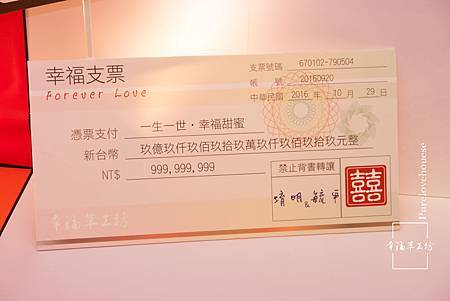 幸福支票
Forever Love
支票號碼 670102-790504
帳 號 20160920
中華民國 2016 年 10 月 29 日
憑票支付 一生一世・幸福甜蜜
新台幣 玖億玖仟玖佰玖拾玖萬玖仟玖佰玖拾玖元整
NT$ 999,999,999
禁止背書轉讓
囍
幸福草工坊
幸福草工坊
Purelovehouese